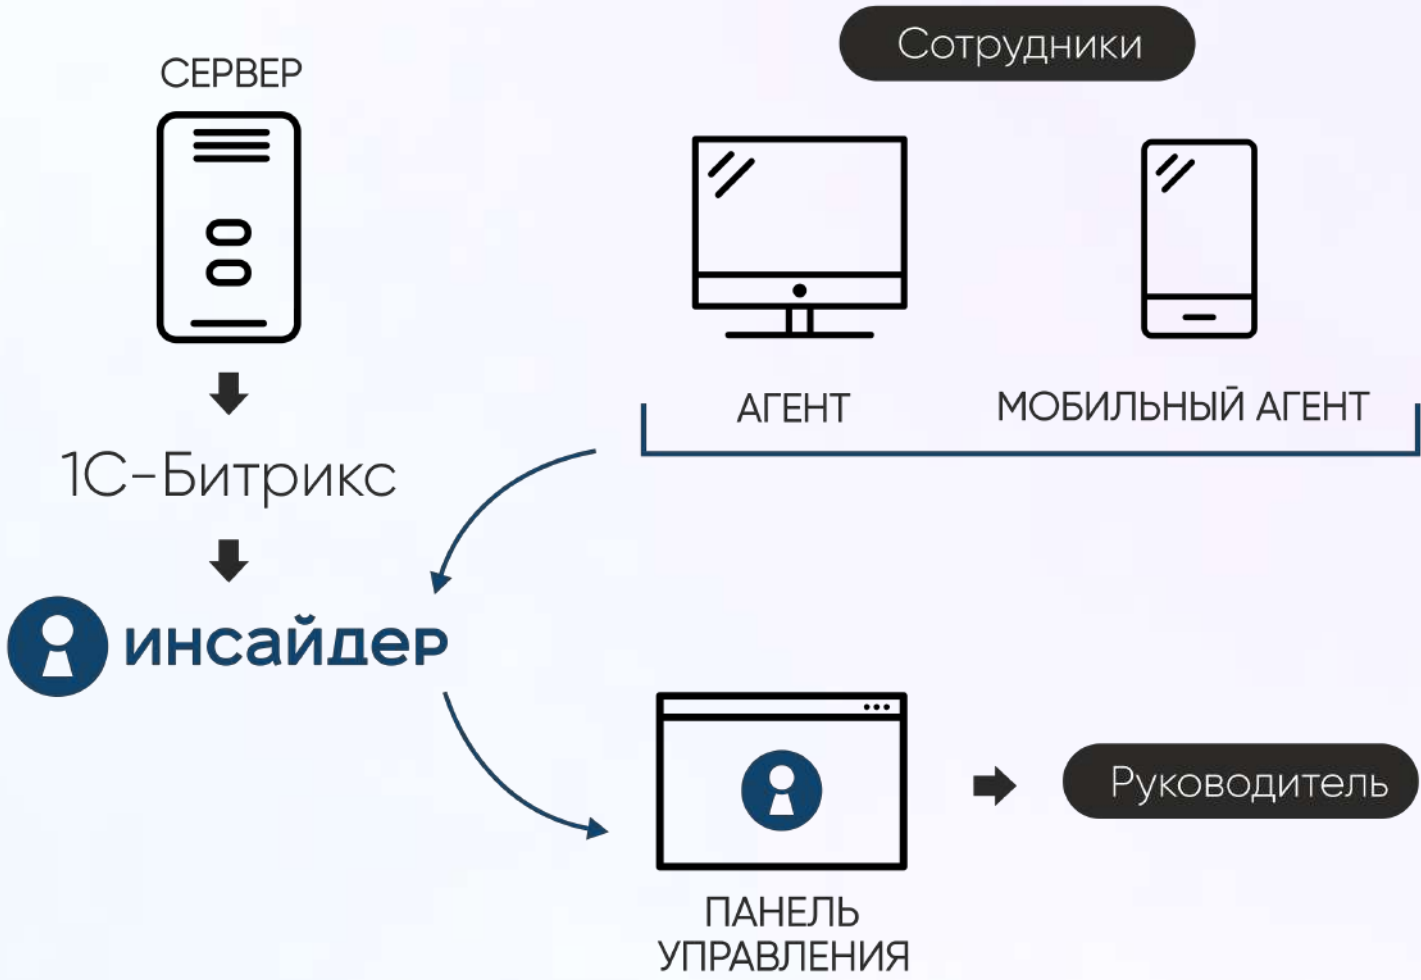 Сотрудники
СЕРВЕР
АГЕНТ
МОБИЛЬНЫЙ АГЕНТ
1С-Битрикс
инсайдер
Руководитель
ПАНЕЛЬ
УПРАВЛЕНИЯ